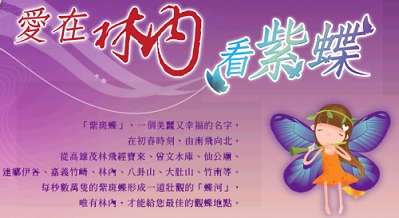 愛在林內看紫蝶
「紫斑蝶」，一個美麗又幸福的名字，
在初春時刻，由南飛向北，
從高雄茂林飛經寶來、曾文水庫、仙公廟、
達娜伊谷、嘉義竹崎、林內、八卦山、大肚山、竹南等，
每秒數萬隻的紫斑蝶形成一道壯觀的「蝶河」，
唯有林內，才能給您最佳的觀蝶地點。